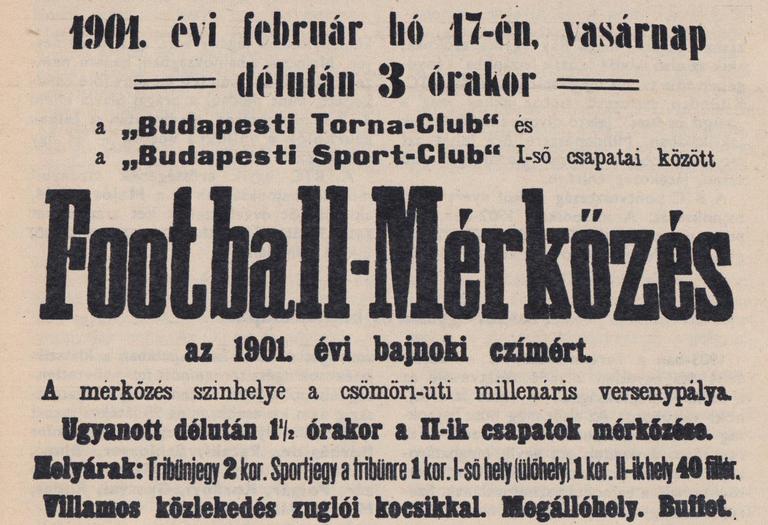 1901. évi február hó 17-én, vasárnap
délután 3 órakor
a „Budapesti Torna-Club“ és
a „Budapesti Sport-Club“ I-ső csapatai között
Football-Mérkőzés
az 1901. évi bajnoki czímért.
A mérkőzés szinhelye a csömöri-úti millenáris versenypálya.
Ugyanott délután 1½ órakor a II-ik csapatok mérkőzése.
Helyárak: Tribünjegy 2 kor. Sportjegy a tribünre 1 kor. I-ső hely (ülőhely) 1 kor. II-ik hely 40 fillér.
Villamos közlekedés zuglói kocsikkal. Megállóhely. Buffet.